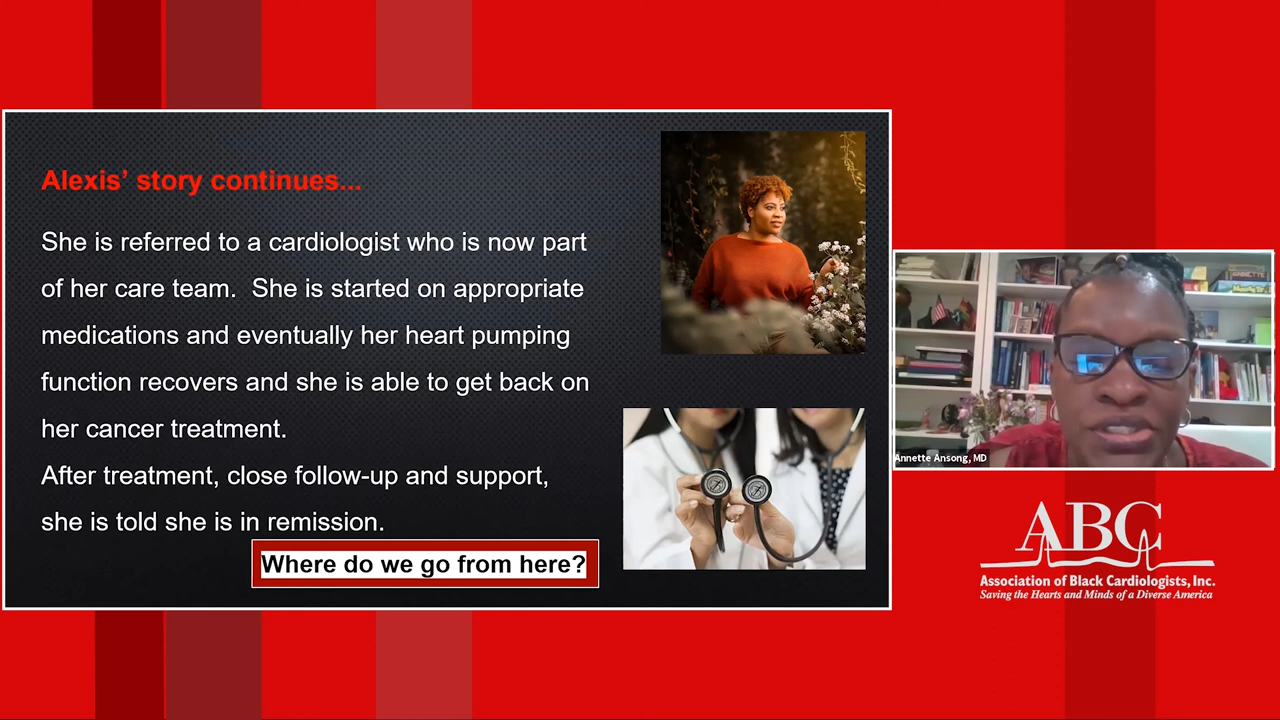 Alexis’ story continues...
She is referred to a cardiologist who is now part
of her care team.  She is started on appropriate
medications and eventually her heart pumping
function recovers and she is able to get back on
her cancer treatment.
After treatment, close follow-up and support,
she is told she is in remission.
Where do we go from here?
Annette Ansong, MD
ABC
Association of Black Cardiologists, Inc.
Saving the Hearts and Minds of a Diverse America